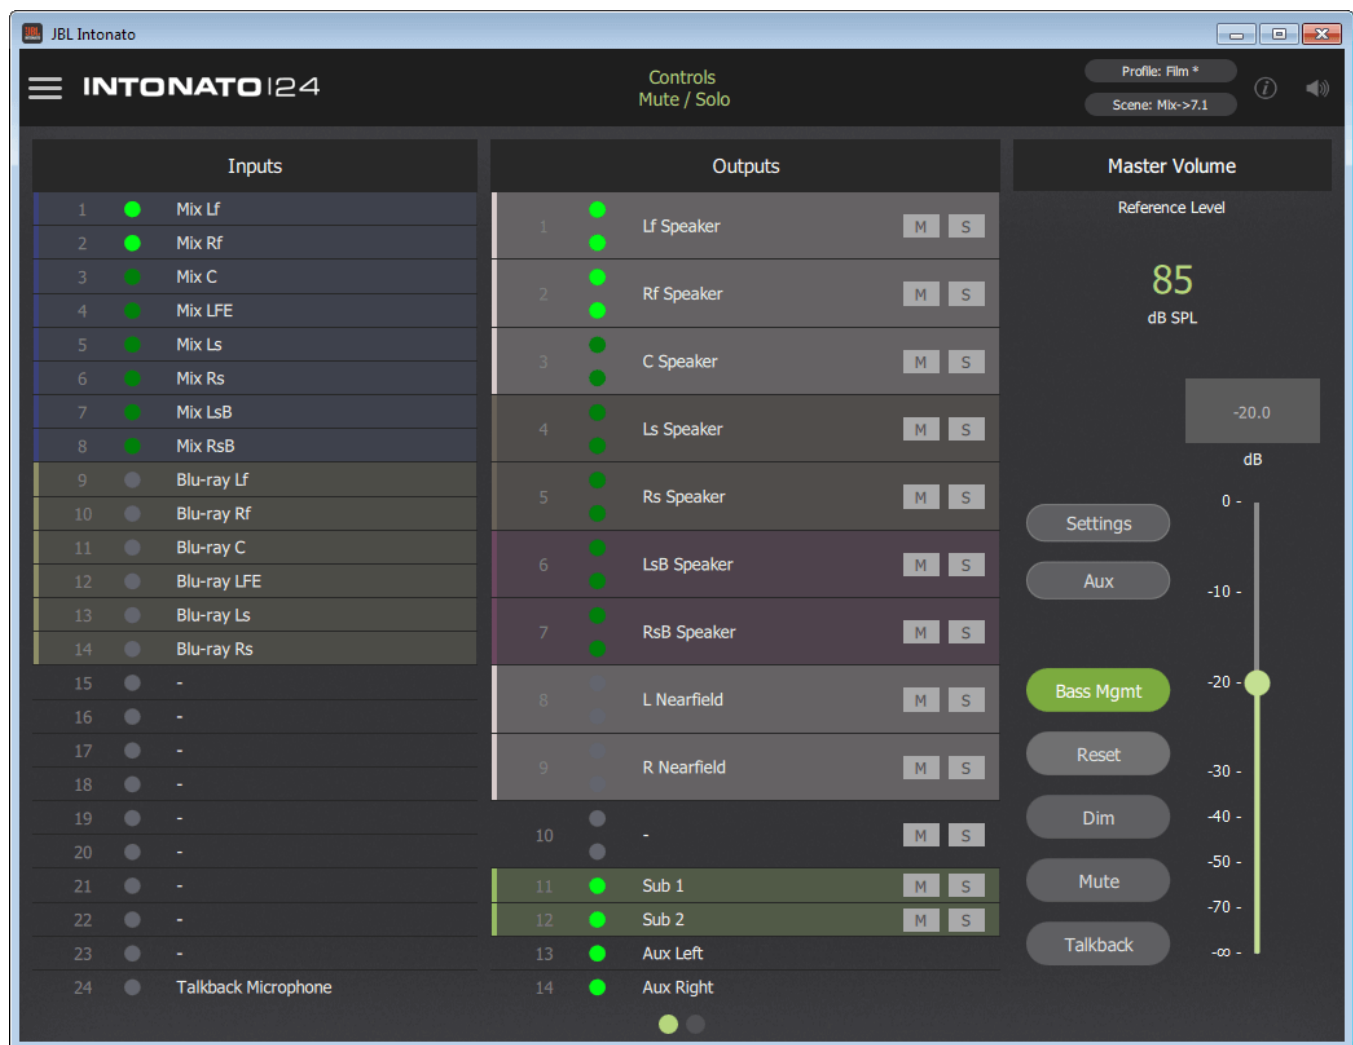 JBL Intonato
INTONATO|24
Controls
Mute / Solo
Profile: Film *
Scene: Mix->7.1
Inputs
1 Mix Lf
2 Mix Rf
3 Mix C
4 Mix LFE
5 Mix Ls
6 Mix Rs
7 Mix LsB
8 Mix RsB
9 Blu-ray Lf
10 Blu-ray Rf
11 Blu-ray C
12 Blu-ray LFE
13 Blu-ray Ls
14 Blu-ray Rs
15 -
16 -
17 -
18 -
19 -
20 -
21 -
22 -
23 -
24 Talkback Microphone
Outputs
1 Lf Speaker M S
2 Rf Speaker M S
3 C Speaker M S
4 Ls Speaker M S
5 Rs Speaker M S
6 LsB Speaker M S
7 RsB Speaker M S
8 L Nearfield M S
9 R Nearfield M S
10 - M S
11 Sub 1 M S
12 Sub 2 M S
13 Aux Left
14 Aux Right
Master Volume
Reference Level
85
dB SPL
-20.0
dB
Settings
Aux
Bass Mgmt
Reset
Dim
Mute
Talkback
0 -
-10 -
-20 -
-30 -
-40 -
-50 -
-70 -
-∞ -